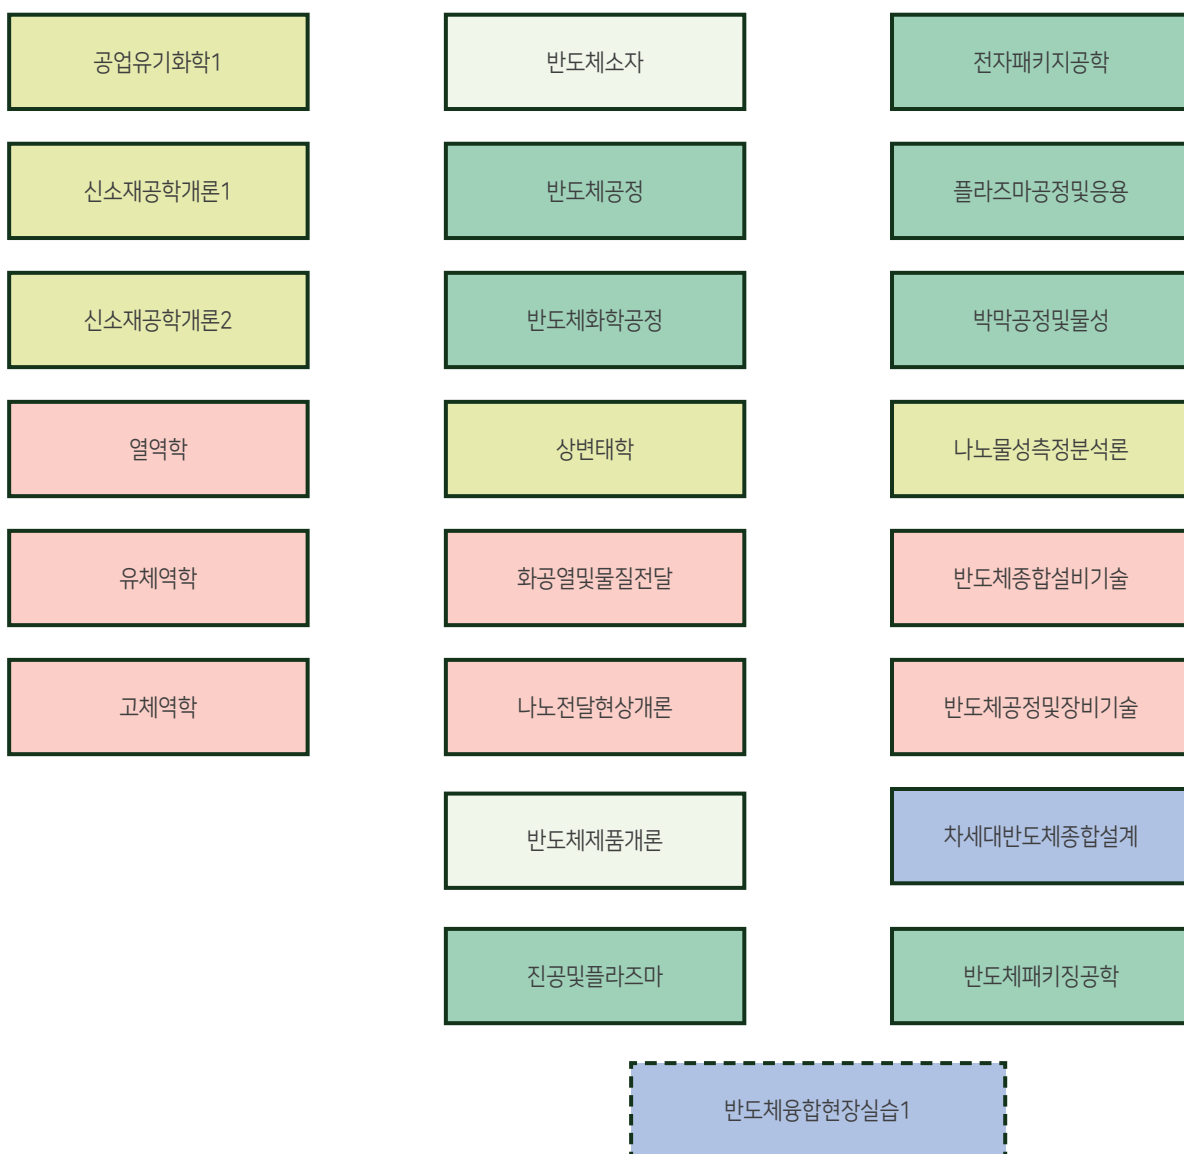 공업유기화학1
반도체소자
전자패키지공학
신소재공학개론1
반도체공정
플라즈마공정및응용
신소재공학개론2
반도체화학공정
박막공정및물성
열역학
상변태학
나노물성측정분석론
유체역학
화공열및물질전달
반도체종합설비기술
고체역학
나노전달현상개론
반도체공정및장비기술
반도체제품개론
차세대반도체종합설계
진공및플라즈마
반도체패키징공학
반도체융합현장실습1